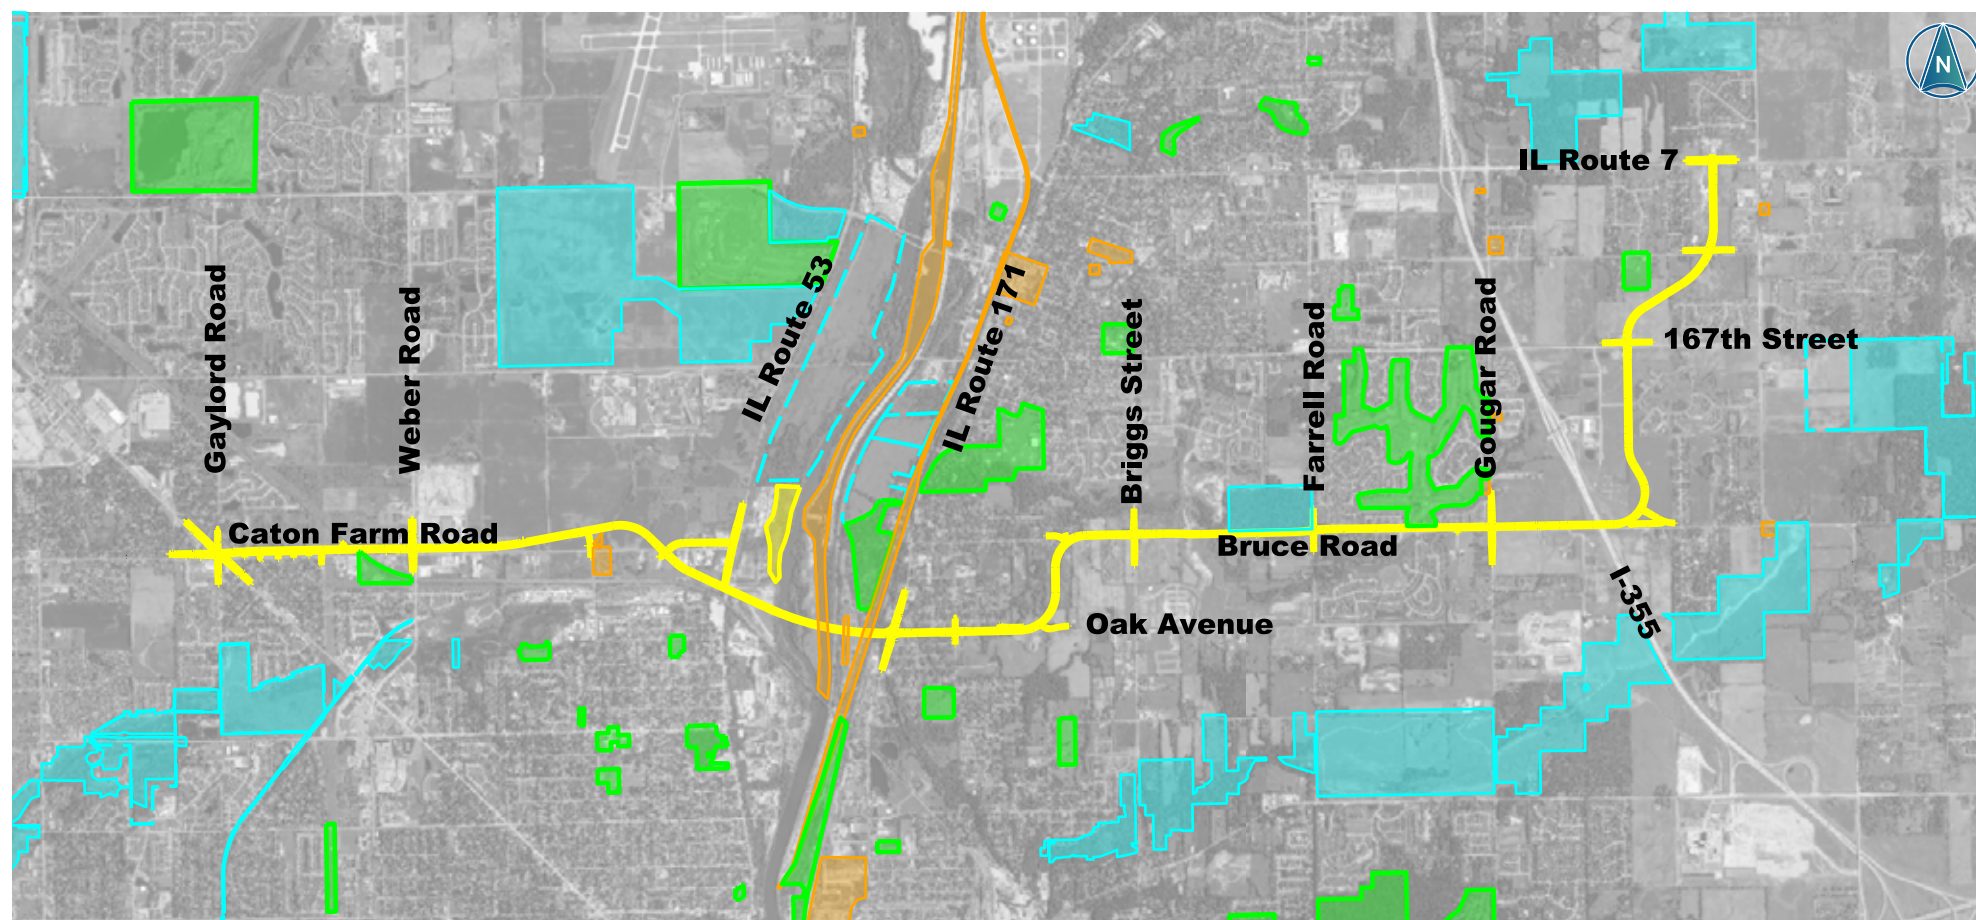 N
IL Route 7
Gaylord Road
Weber Road
IL Route 53
IL Route 171
Briggs Street
Farrell Road
Gougar Road
167th Street
Caton Farm Road
Bruce Road
I-355
Oak Avenue